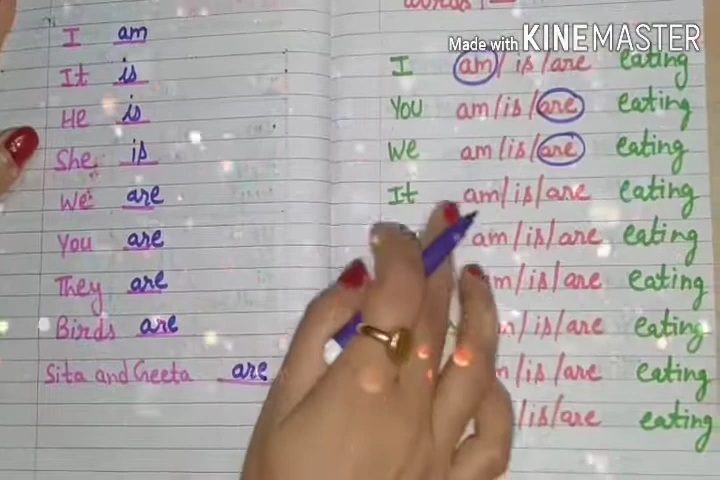 Made with KINEMASTER
I am
It is
He is
She is
We are
You are
They are
Birds are
Sita and Geeta are
I am/is/are eating
You am/is/are eating
We am/is/are eating
It am/is/are eating
am/is/are eating
am/is/are eating
/is/are eating
/is/are eating
/is/are eating